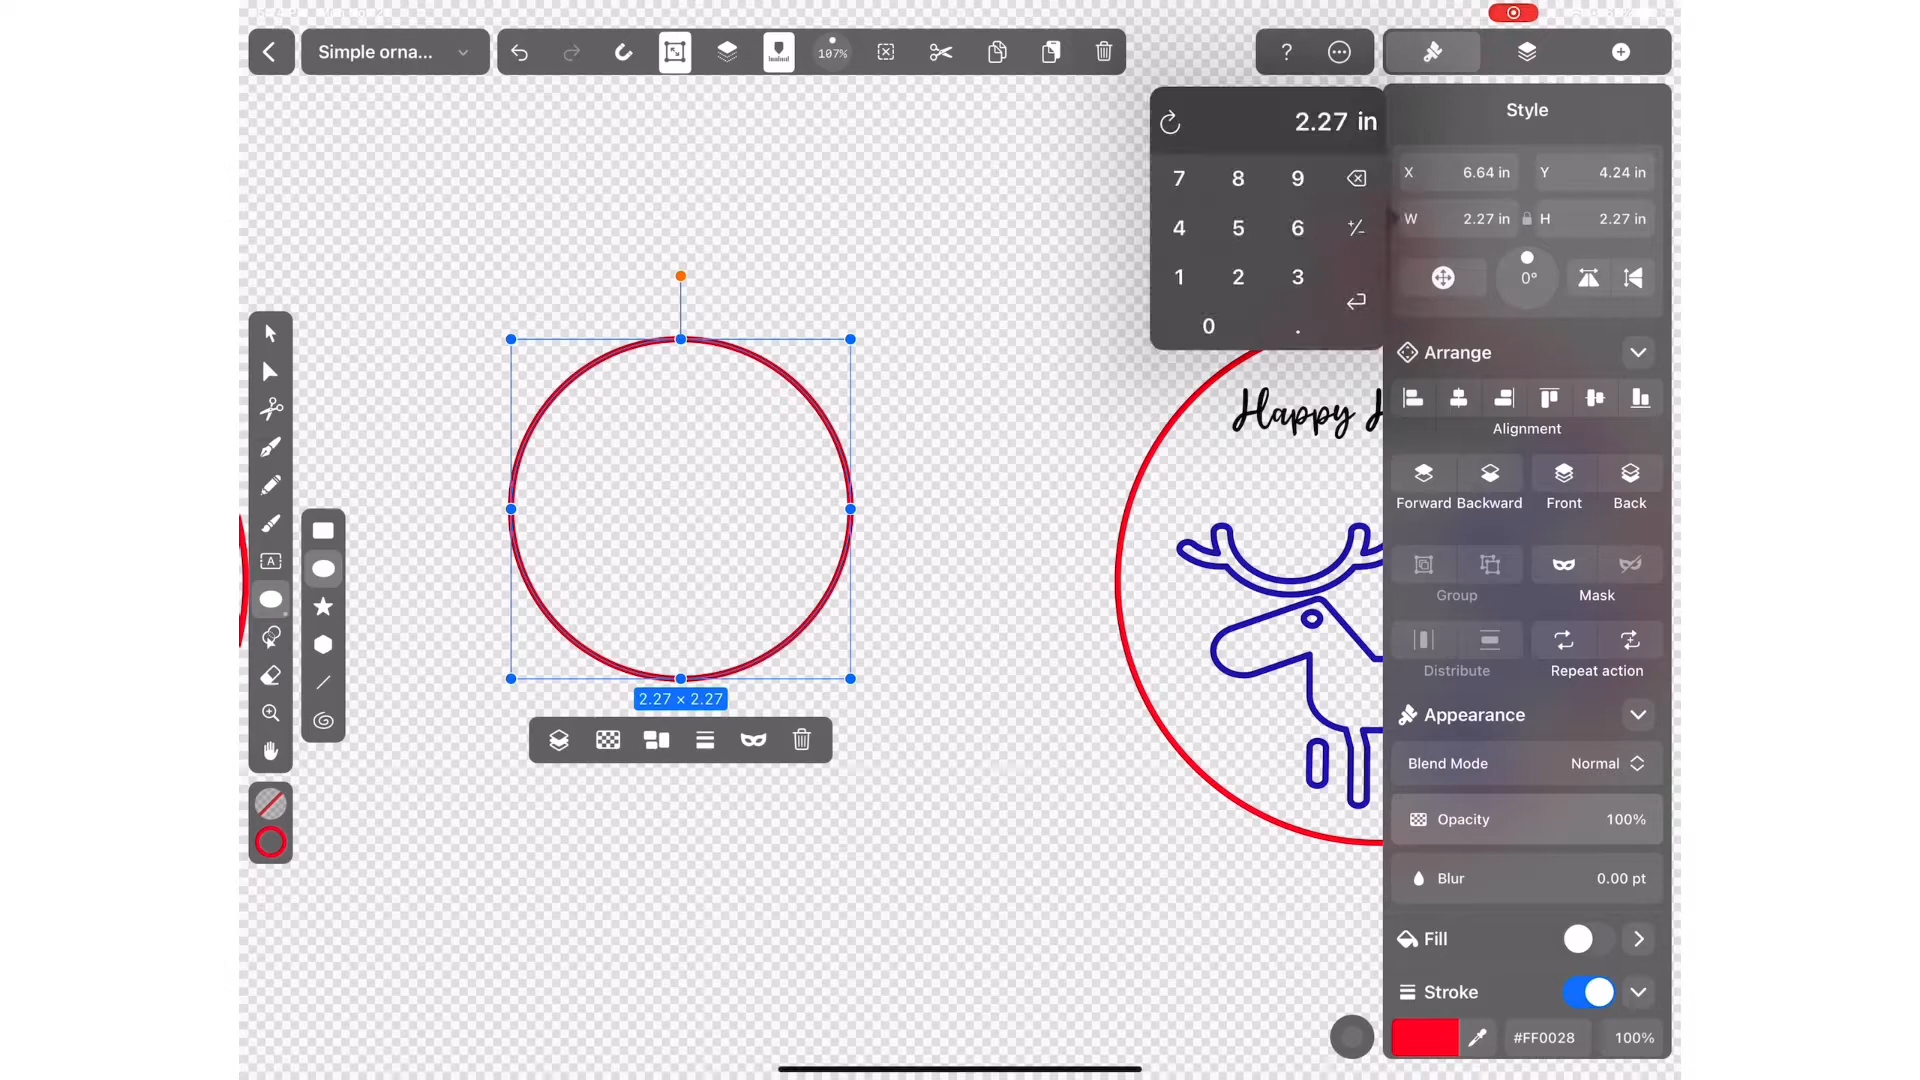 Simple orna...
107%
?
2.27 in
7 8 9
4 5 6
1 2 3
0 .
Style
X 6.64 in Y 4.24 in
W 2.27 in H 2.27 in
0°
Arrange
Alignment
Forward Backward Front Back
Group Mask
Distribute Repeat action
Appearance
Blend Mode Normal
Opacity 100%
Blur 0.00 pt
Fill
Stroke
#FF0028 100%
A
Happy
2.27 × 2.27